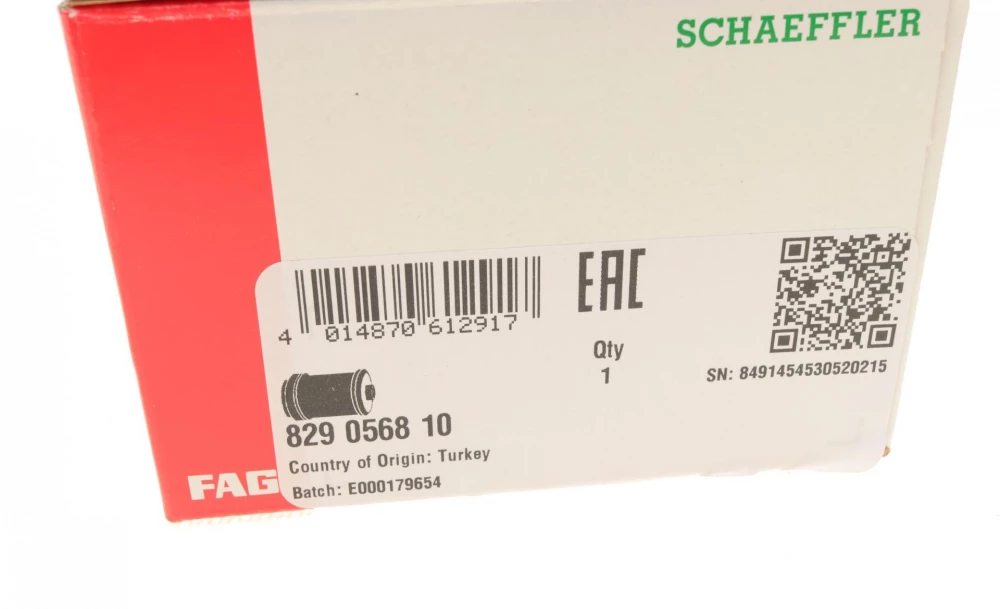 SCHAEFFLER
EAC
4 014870 612917
Qty
1
SN: 8491454530520215
829 0568 10
Country of Origin: Turkey
Batch: E000179654
FAG